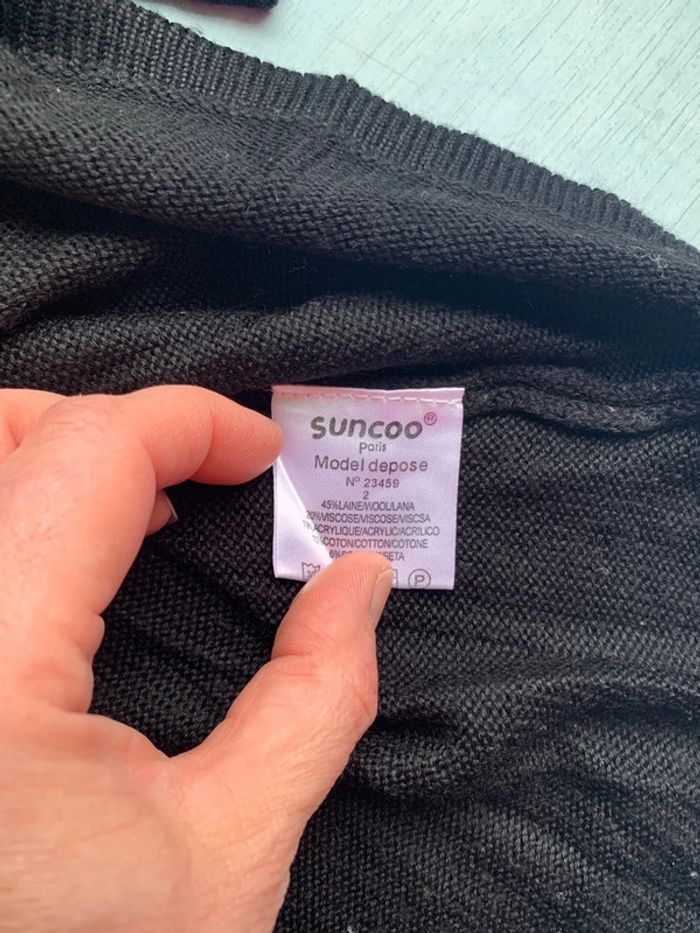 suncoo®
Paris
Model depose
N° 23459
2
45%LAINE/WOOL/LANA
20%VISCOSE/VISCOSE/VISCSA
ACRYLIQUE/ACRYLIC/ACRILICO
COTON/COTTON/COTONE
6%
P